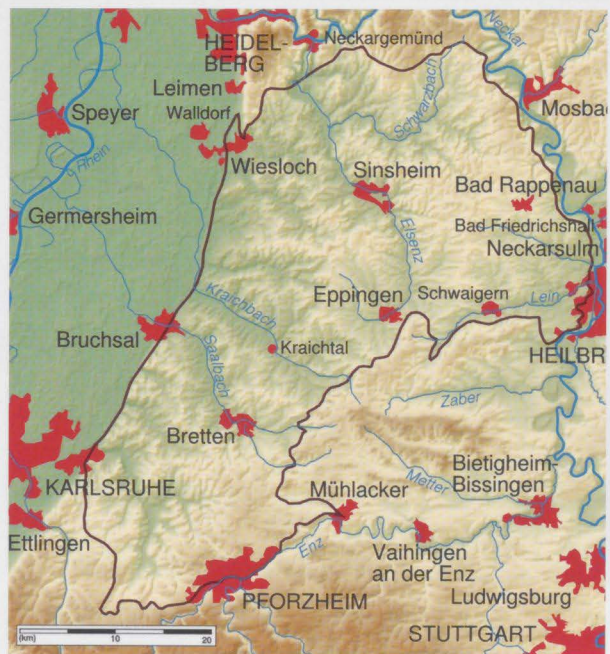 HEIDEL-
BERG
Neckargemünd
Neckar
Leimen
Walldorf
Schwarzbach
Mosbac
Speyer
Rhein
Wiesloch
Sinsheim
Bad Rappenau
Germersheim
Elsenz
Bad Friedrichshall
Neckarsulm
Kraichbach
Eppingen
Schwaigern
Lein
Bruchsal
Saalbach
Kraichtal
HEILBR
Zaber
Bretten
Metter
Bietigheim-
Bissingen
KARLSRUHE
Mühlacker
Ettlingen
Enz
Vaihingen
an der Enz
PFORZHEIM
Ludwigsburg
STUTTGART
(km) 10 20